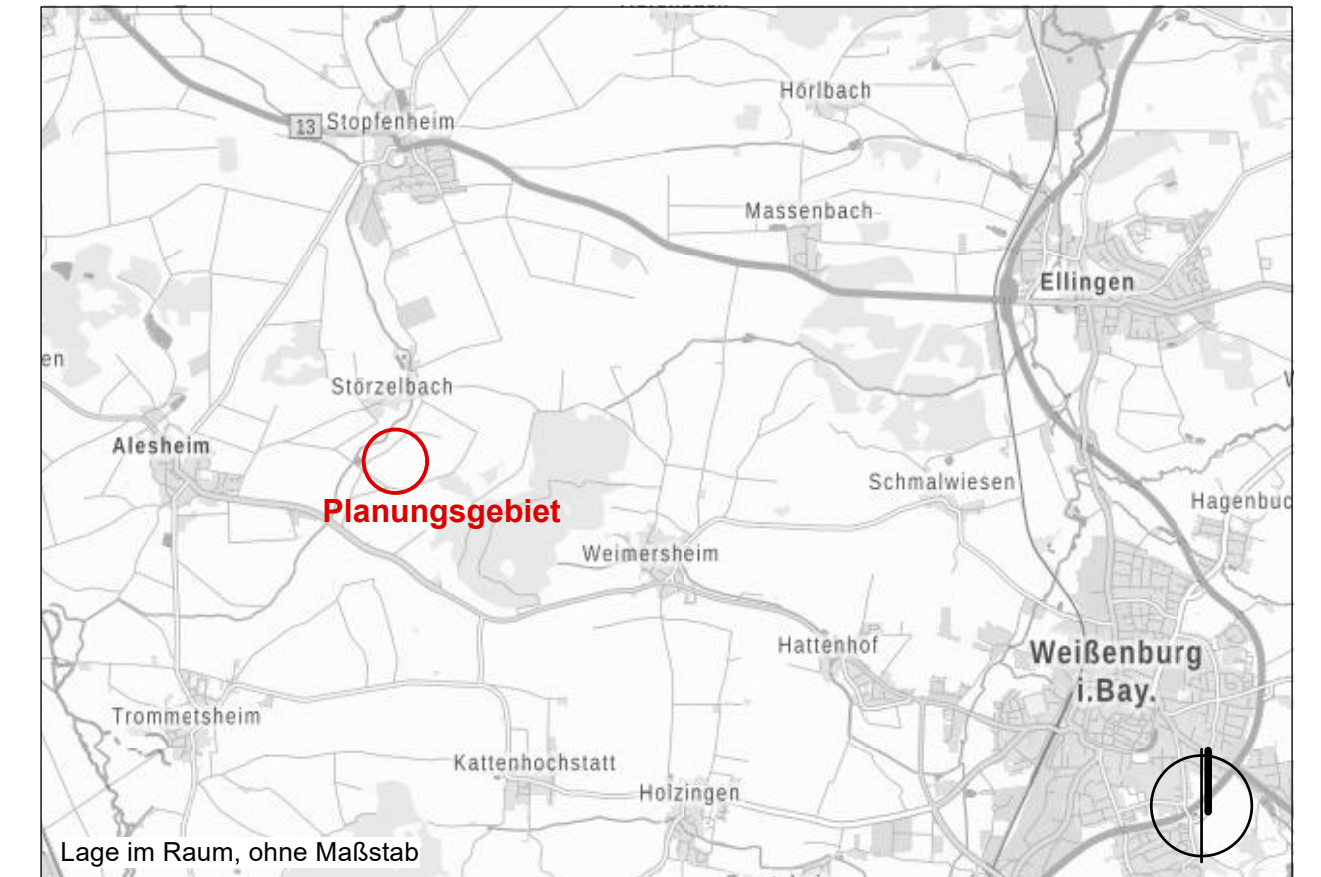 Hörlbach
13 Stopfenheim
Massenbach
Ellingen
en
Störzelbach
Alesheim
Schmalwiesen
Hagenbuc
Planungsgebiet
Weimersheim
Hattenhof
Weißenburg
i.Bay.
Trommetsheim
Kattenhochstatt
Holzingen
Lage im Raum, ohne Maßstab